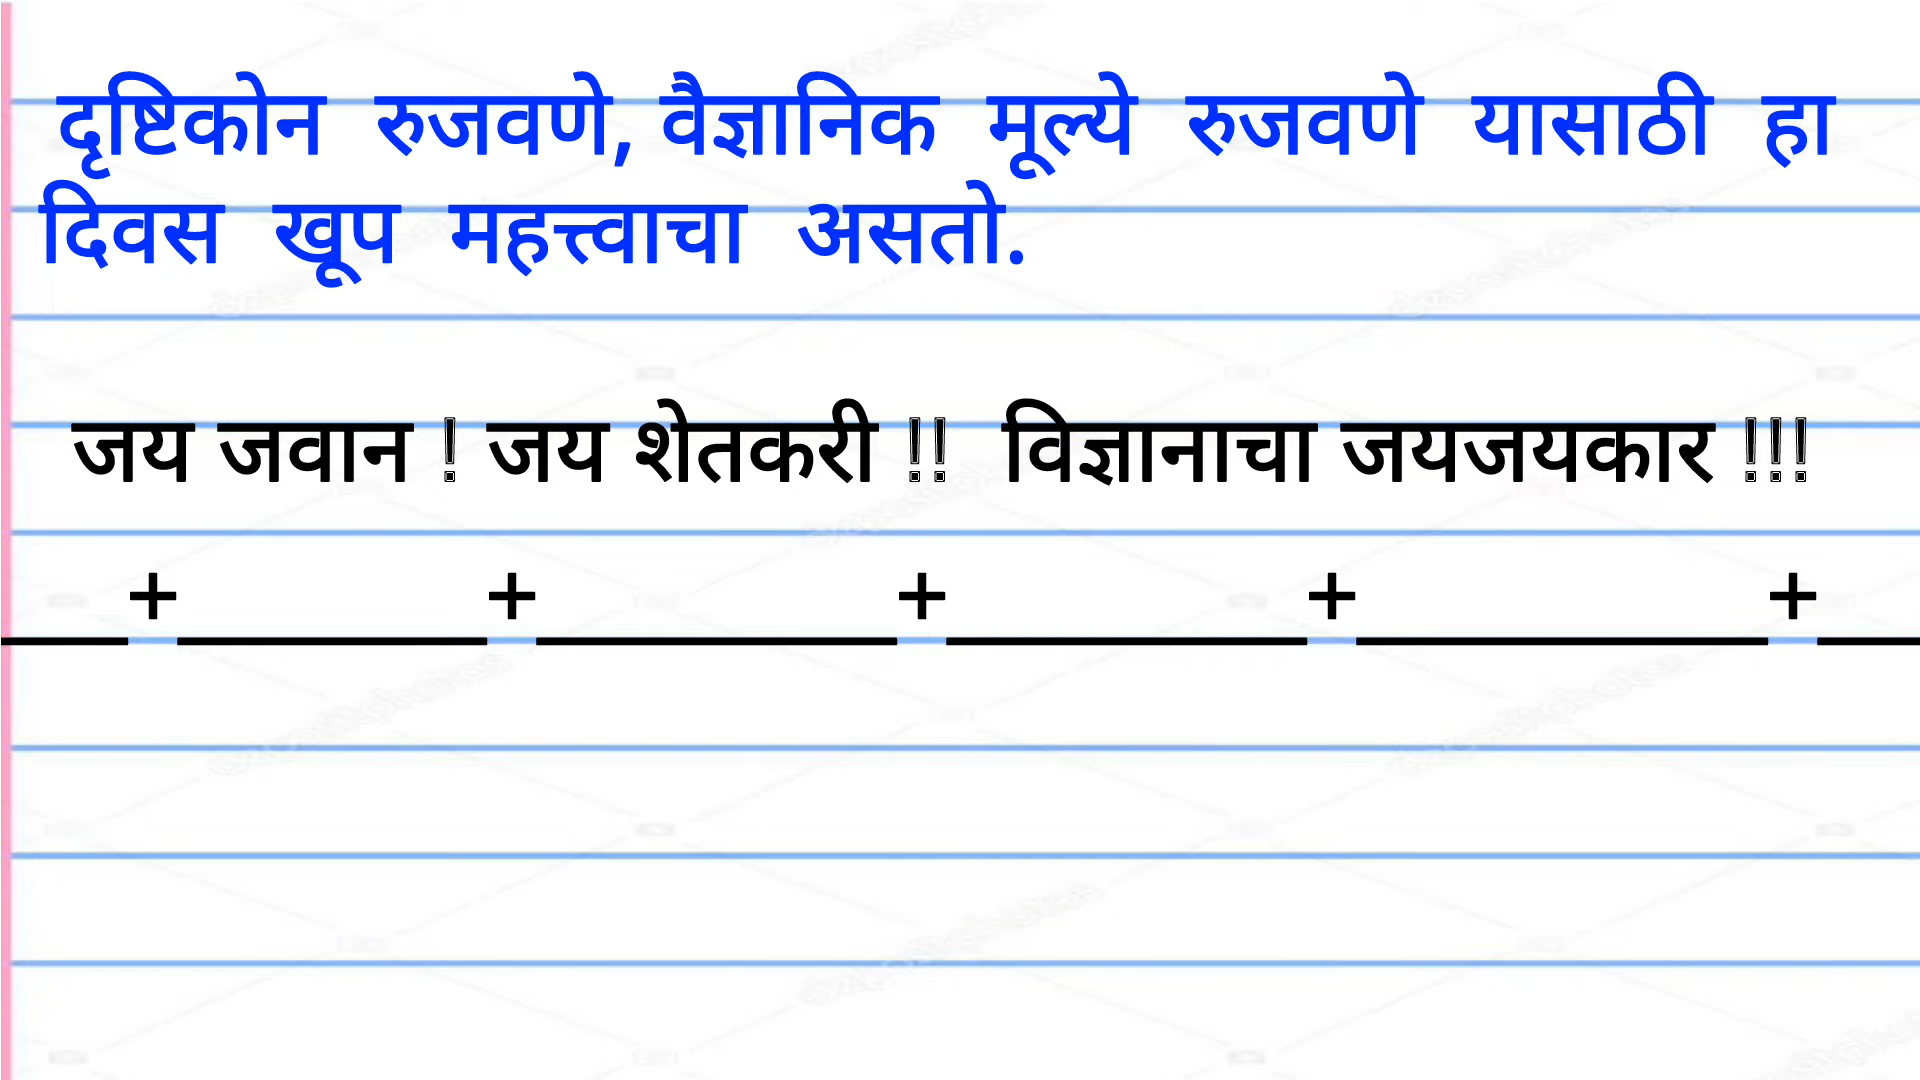 दृष्टिकोन रुजवणे, वैज्ञानिक मूल्ये रुजवणे यासाठी हा
दिवस खूप महत्त्वाचा असतो.
जय जवान ! जय शेतकरी !! विज्ञानाचा जयजयकार !!!
+ + + + +